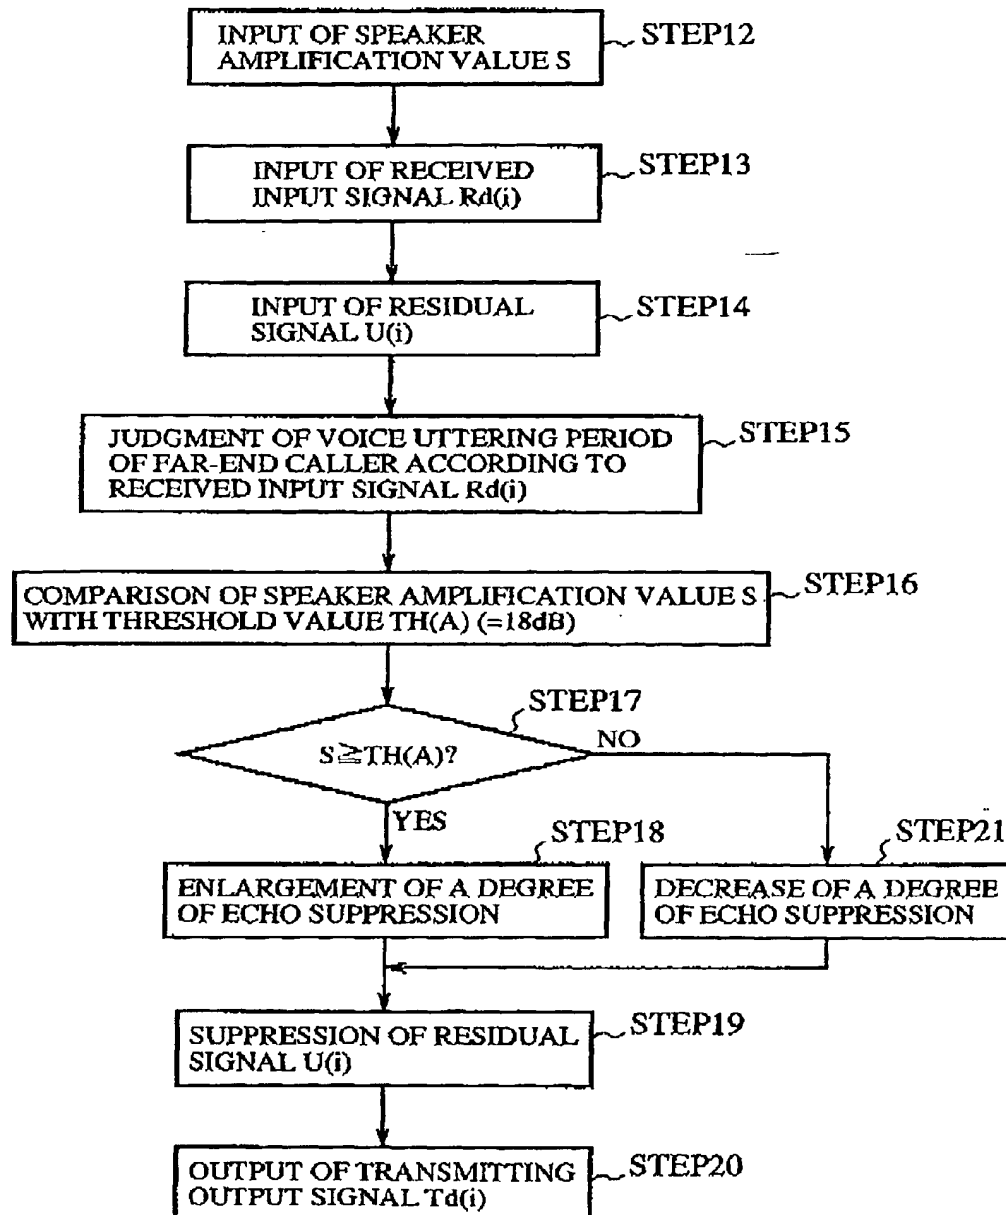 INPUT OF SPEAKER
AMPLIFICATION VALUE S
STEP12
INPUT OF RECEIVED
INPUT SIGNAL Rd(i)
STEP13
INPUT OF RESIDUAL
SIGNAL U(i)
STEP14
JUDGMENT OF VOICE UTTERING PERIOD
OF FAR-END CALLER ACCORDING TO
RECEIVED INPUT SIGNAL Rd(i)
STEP15
COMPARISON OF SPEAKER AMPLIFICATION VALUE S
WITH THRESHOLD VALUE TH(A) (=18dB)
STEP16
STEP17
S≧TH(A)?
NO
YES
STEP18
ENLARGEMENT OF A DEGREE
OF ECHO SUPPRESSION
STEP21
DECREASE OF A DEGREE
OF ECHO SUPPRESSION
SUPPRESSION OF RESIDUAL
SIGNAL U(i)
STEP19
OUTPUT OF TRANSMITTING
OUTPUT SIGNAL Td(i)
STEP20